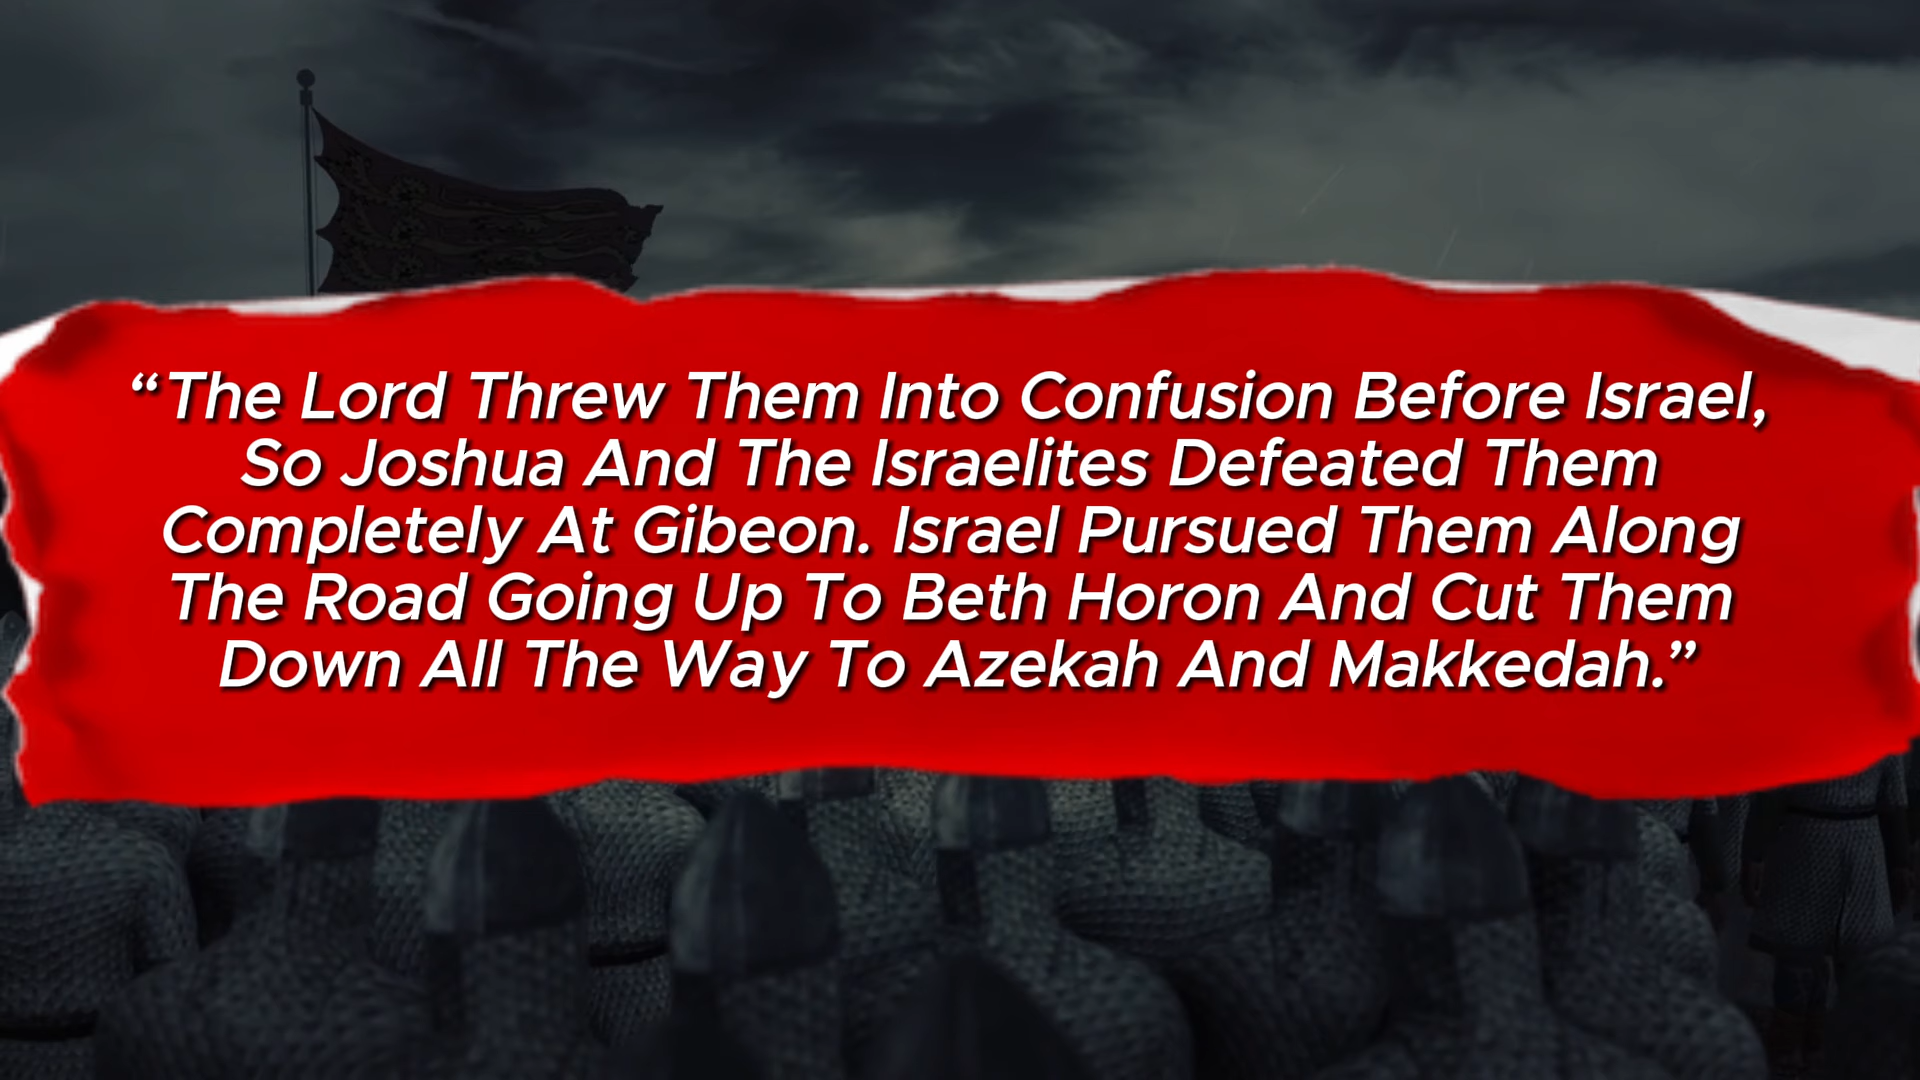 “The Lord Threw Them Into Confusion Before Israel,
So Joshua And The Israelites Defeated Them
Completely At Gibeon. Israel Pursued Them Along
The Road Going Up To Beth Horon And Cut Them
Down All The Way To Azekah And Makkedah.”